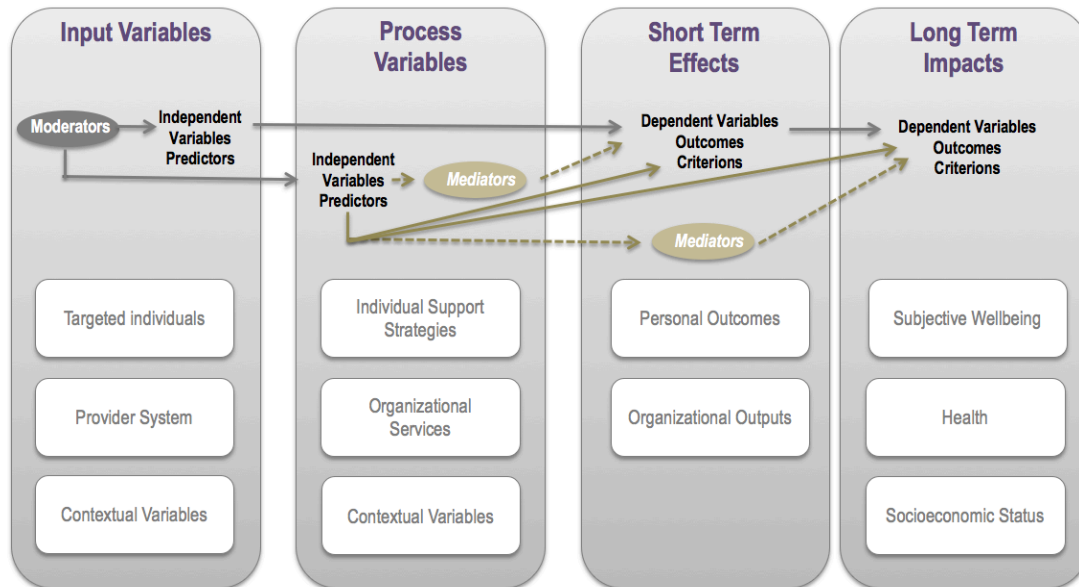 Input Variables
Process
Variables
Short Term
Effects
Long Term
Impacts
Moderators
Independent
Variables
Predictors
Independent
Variables
Predictors
Mediators
Dependent Variables
Outcomes
Criterions
Mediators
Dependent Variables
Outcomes
Criterions
Targeted individuals
Individual Support
Strategies
Personal Outcomes
Subjective Wellbeing
Provider System
Organizational
Services
Organizational Outputs
Health
Contextual Variables
Contextual Variables
Socioeconomic Status